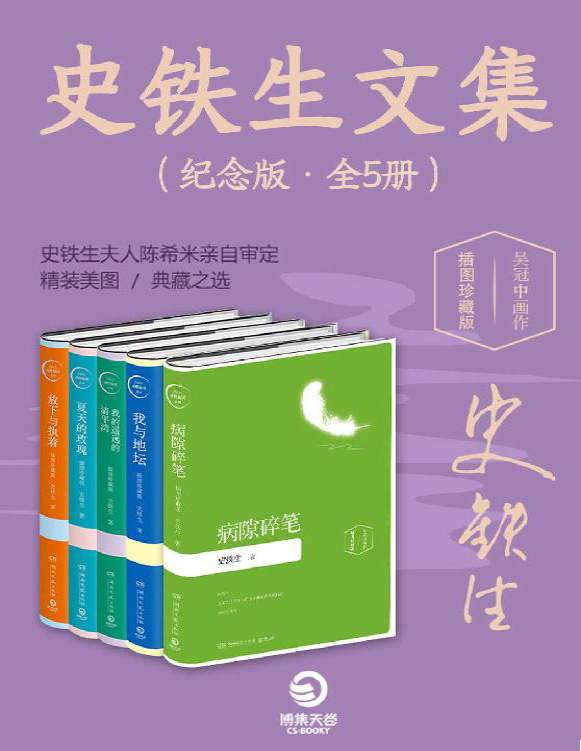 史铁生文集
（纪念版·全5册）
史铁生夫人陈希米亲自审定
精装美图 / 典藏之选
吴冠中画作
插图珍藏版
史铁生
放下与执着
夏天的玫瑰
我的遥远的
清平湾
我与地坛
病隙碎笔
病隙碎笔
史铁生 著
博集天卷
CS-BOOKY